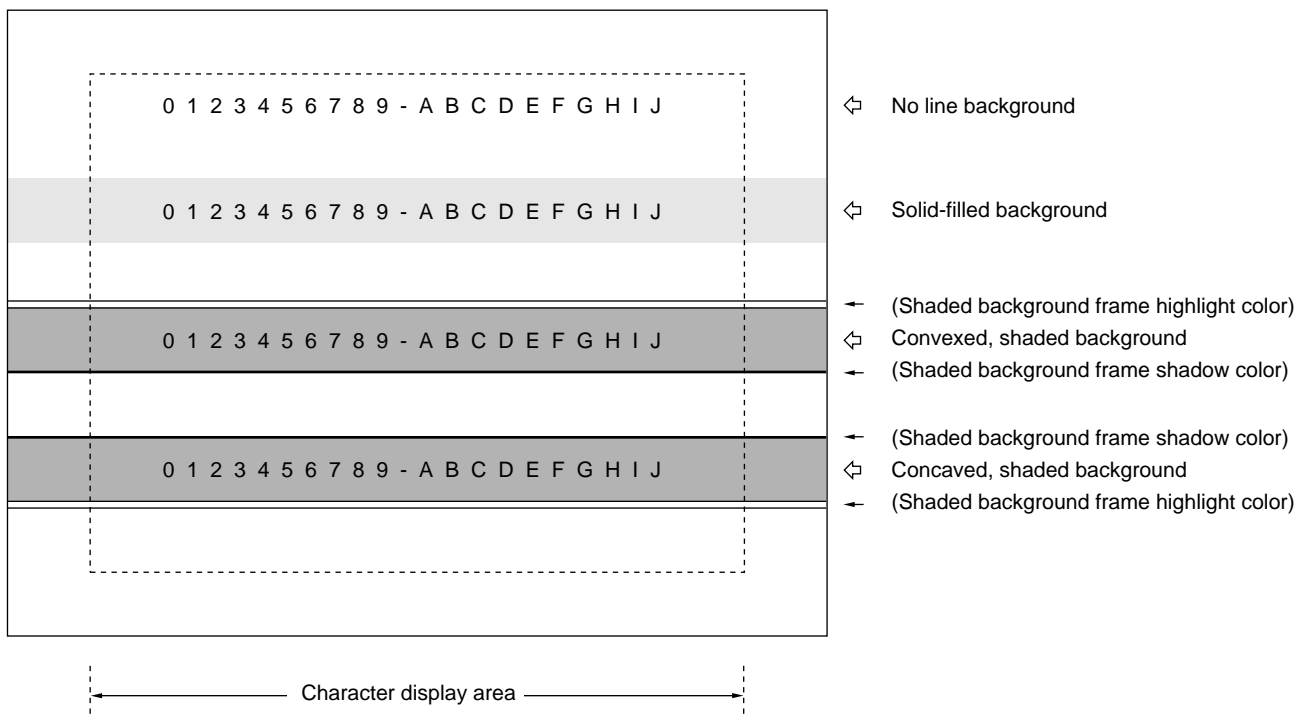 0 1 2 3 4 5 6 7 8 9 - A B C D E F G H I J
No line background
0 1 2 3 4 5 6 7 8 9 - A B C D E F G H I J
Solid-filled background
(Shaded background frame highlight color)
0 1 2 3 4 5 6 7 8 9 - A B C D E F G H I J
Convexed, shaded background
(Shaded background frame shadow color)
(Shaded background frame shadow color)
0 1 2 3 4 5 6 7 8 9 - A B C D E F G H I J
Concaved, shaded background
(Shaded background frame highlight color)
Character display area